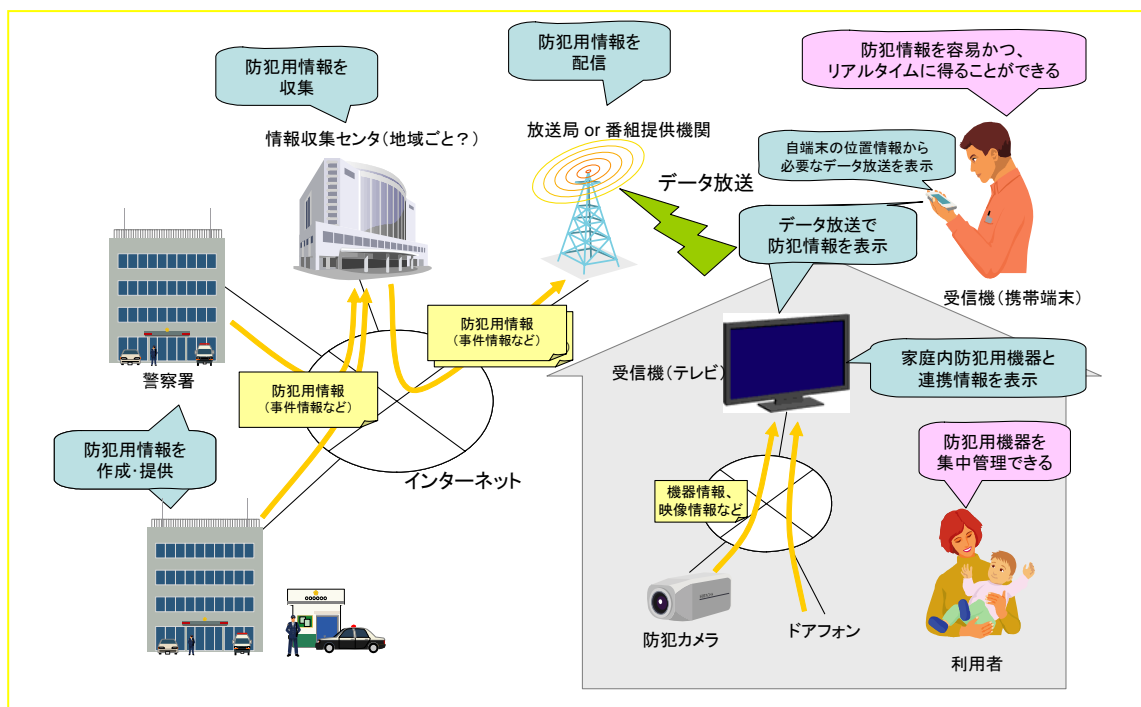 防犯用情報を
収集
防犯用情報を
配信
防犯情報を容易かつ、
リアルタイムに得ることができる
情報収集センタ(地域ごと？)
放送局 or 番組提供機関
自端末の位置情報から
必要なデータ放送を表示
データ放送
データ放送で
防犯情報を表示
受信機(携帯端末)
防犯用情報
(事件情報など)
警察署
防犯用情報
(事件情報など)
受信機(テレビ)
家庭内防犯用機器と
連携情報を表示
防犯用情報を
作成・提供
インターネット
防犯用機器を
集中管理できる
機器情報、
映像情報など
防犯カメラ
ドアフォン
利用者